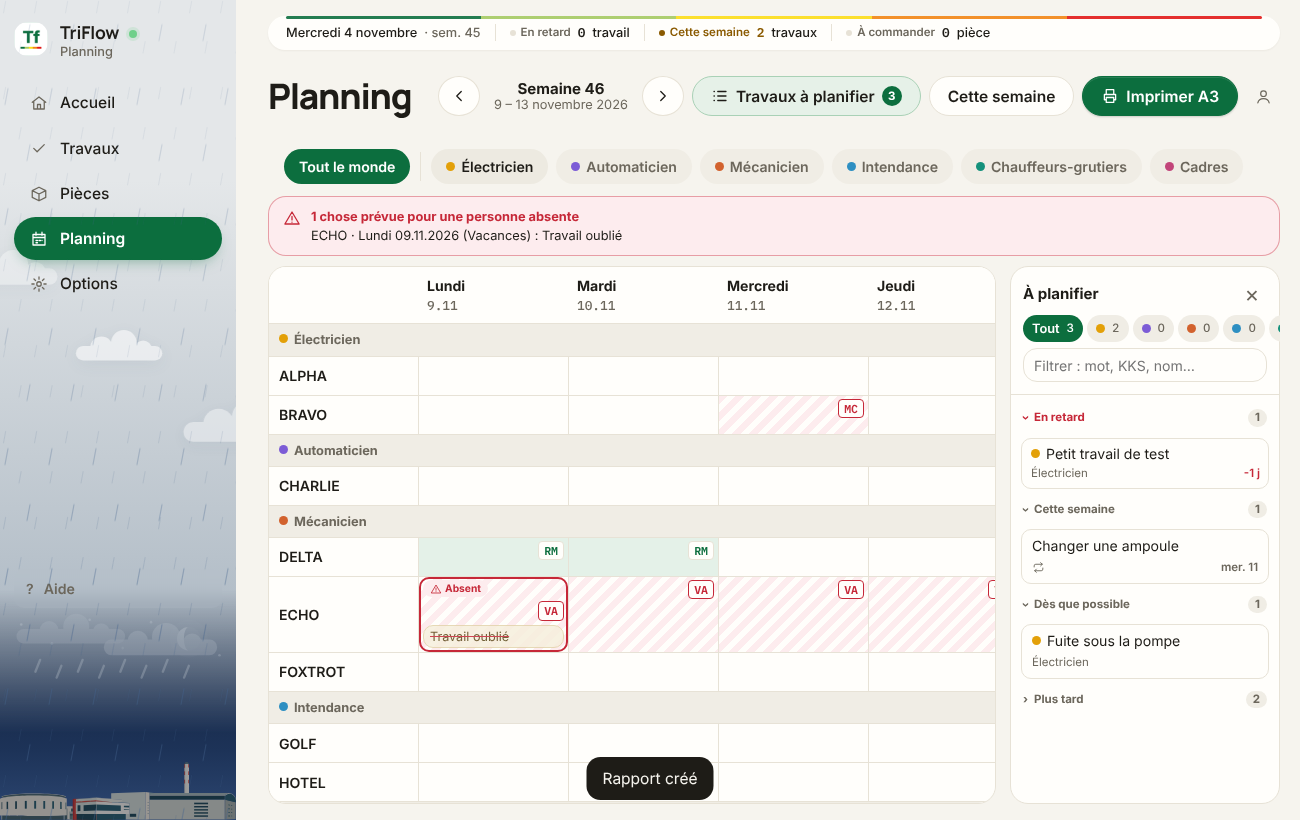 Tf
TriFlow
Planning
Accueil
Travaux
Pièces
Planning
Options
? Aide
Mercredi 4 novembre · sem. 45
En retard 0 travail
Cette semaine 2 travaux
À commander 0 pièce
Planning
Semaine 46
9 – 13 novembre 2026
Travaux à planifier 3
Cette semaine
Imprimer A3
Tout le monde
Électricien
Automaticien
Mécanicien
Intendance
Chauffeurs-grutiers
Cadres
1 chose prévue pour une personne absente
ECHO · Lundi 09.11.2026 (Vacances) : Travail oublié
Lundi
9.11
Mardi
10.11
Mercredi
11.11
Jeudi
12.11
Électricien
ALPHA
BRAVO
MC
Automaticien
CHARLIE
Mécanicien
DELTA
RM
RM
ECHO
Absent
VA
Travail oublié
VA
VA
FOXTROT
Intendance
GOLF
HOTEL
Rapport créé
À planifier
Tout 3
2
0
0
0
Filtrer : mot, KKS, nom...
En retard 1
Petit travail de test
Électricien -1 j
Cette semaine 1
Changer une ampoule
mer. 11
Dès que possible 1
Fuite sous la pompe
Électricien
Plus tard 2